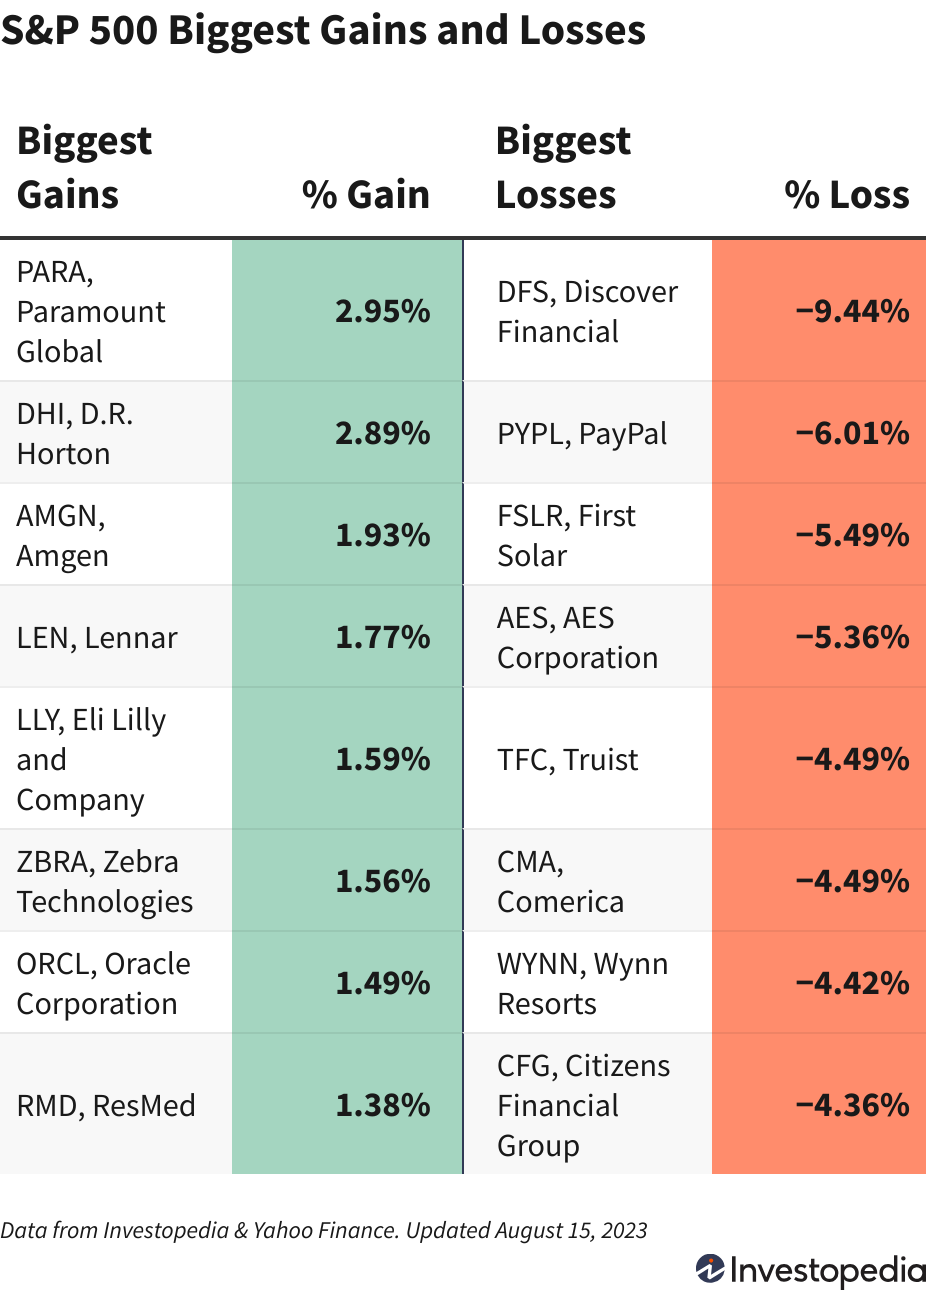 S&P 500 Biggest Gains and Losses
Biggest
Gains
% Gain
Biggest
Losses
% Loss
PARA,
Paramount
Global
2.95%
DFS, Discover
Financial
−9.44%
DHI, D.R.
Horton
2.89%
PYPL, PayPal
−6.01%
AMGN,
Amgen
1.93%
FSLR, First
Solar
−5.49%
LEN, Lennar
1.77%
AES, AES
Corporation
−5.36%
LLY, Eli Lilly
and
Company
1.59%
TFC, Truist
−4.49%
ZBRA, Zebra
Technologies
1.56%
CMA,
Comerica
−4.49%
ORCL, Oracle
Corporation
1.49%
WYNN, Wynn
Resorts
−4.42%
RMD, ResMed
1.38%
CFG, Citizens
Financial
Group
−4.36%
Data from Investopedia & Yahoo Finance. Updated August 15, 2023
Investopedia